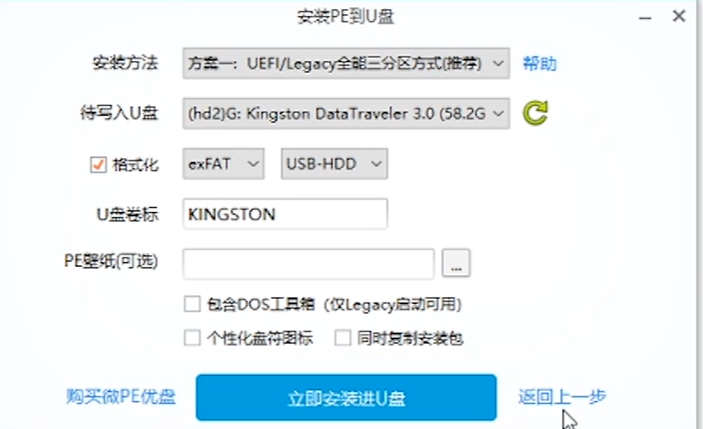 安装PE到U盘
安装方法 方案一：UEFI/Legacy全能三分区方式(推荐) 帮助
待写入U盘 (hd2)G: Kingston DataTraveler 3.0 (58.2G
格式化 exFAT USB-HDD
U盘卷标 KINGSTON
PE壁纸(可选) ...
包含DOS工具箱（仅Legacy启动可用）
个性化盘符图标 同时复制安装包
购买微PE优盘 立即安装进U盘 返回上一步